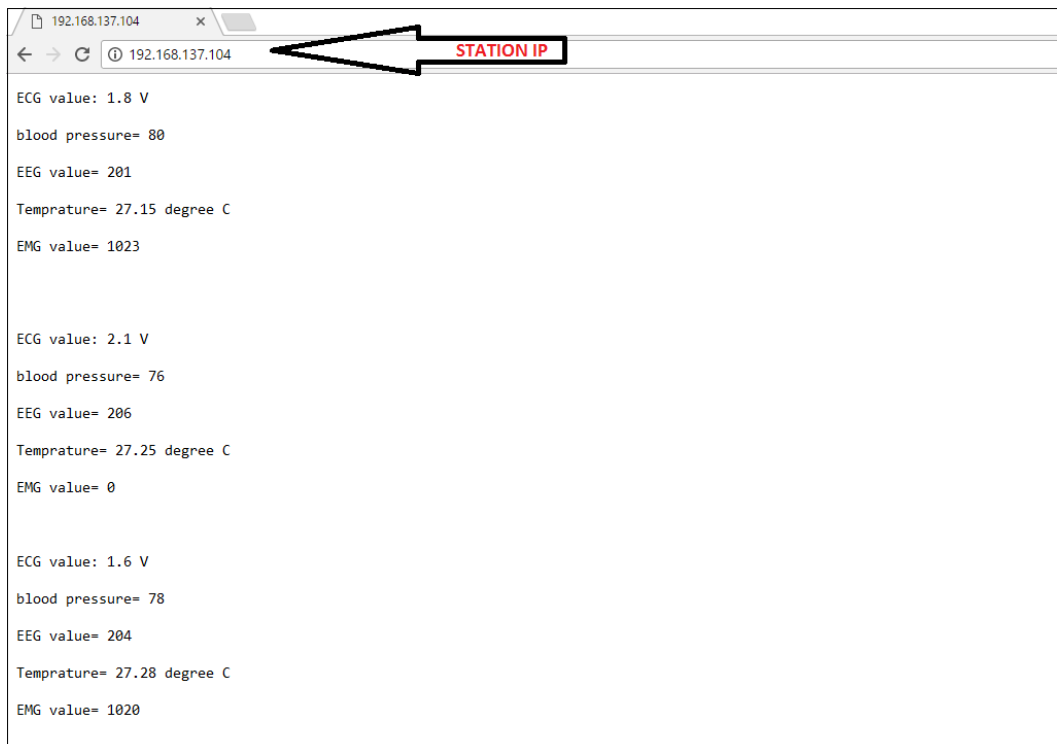 192.168.137.104
192.168.137.104
STATION IP
ECG value: 1.8 V
blood pressure= 80
EEG value= 201
Temprature= 27.15 degree C
EMG value= 1023
ECG value: 2.1 V
blood pressure= 76
EEG value= 206
Temprature= 27.25 degree C
EMG value= 0
ECG value: 1.6 V
blood pressure= 78
EEG value= 204
Temprature= 27.28 degree C
EMG value= 1020